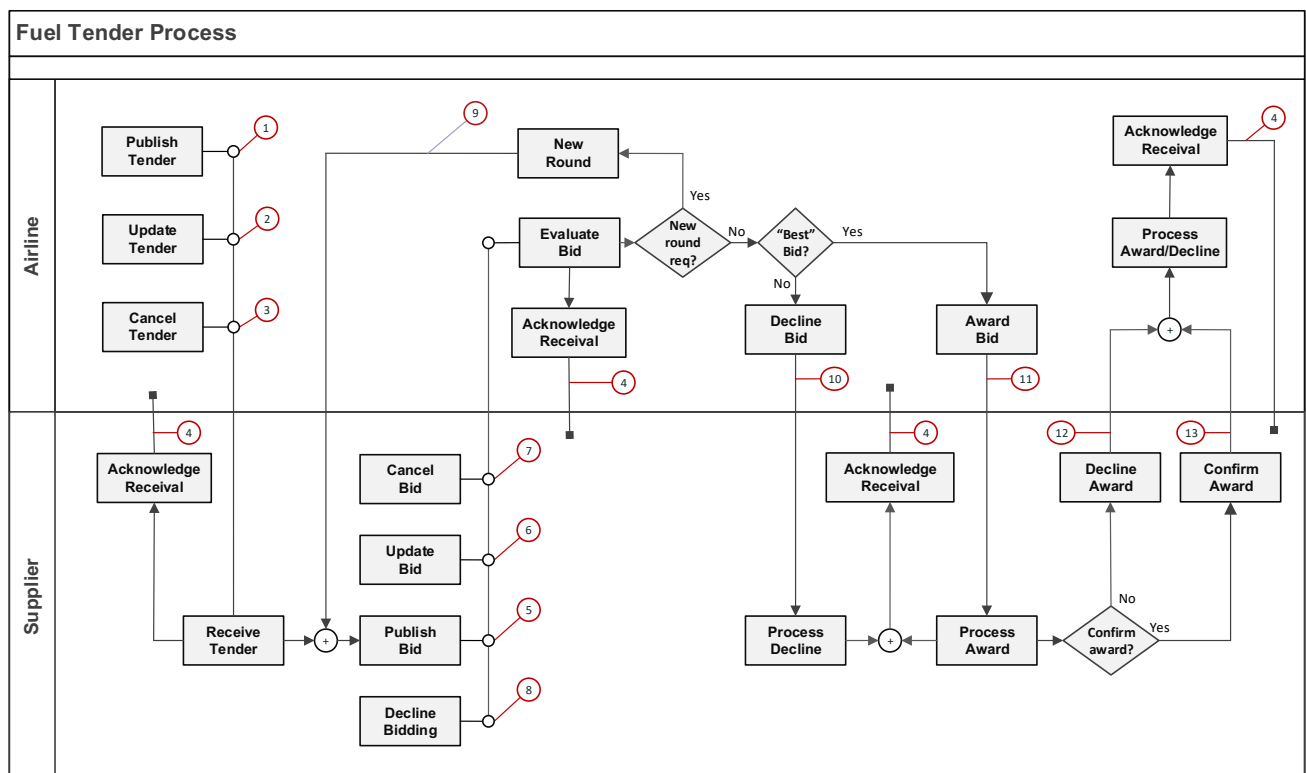 Fuel Tender Process
Airline
Publish
Tender
1
Update
Tender
2
Cancel
Tender
3
9
New
Round
Yes
Evaluate
Bid
New
round
req?
No
“Best”
Bid?
Yes
No
Acknowledge
Receival
4
Decline
Bid
10
Award
Bid
11
Acknowledge
Receival
4
Process
Award/Decline
+
Supplier
4
Acknowledge
Receival
Receive
Tender
+
Cancel
Bid
7
Update
Bid
6
Publish
Bid
5
Decline
Bidding
8
4
Acknowledge
Receival
Process
Decline
+
Process
Award
Confirm
award?
No
Yes
12
Decline
Award
13
Confirm
Award